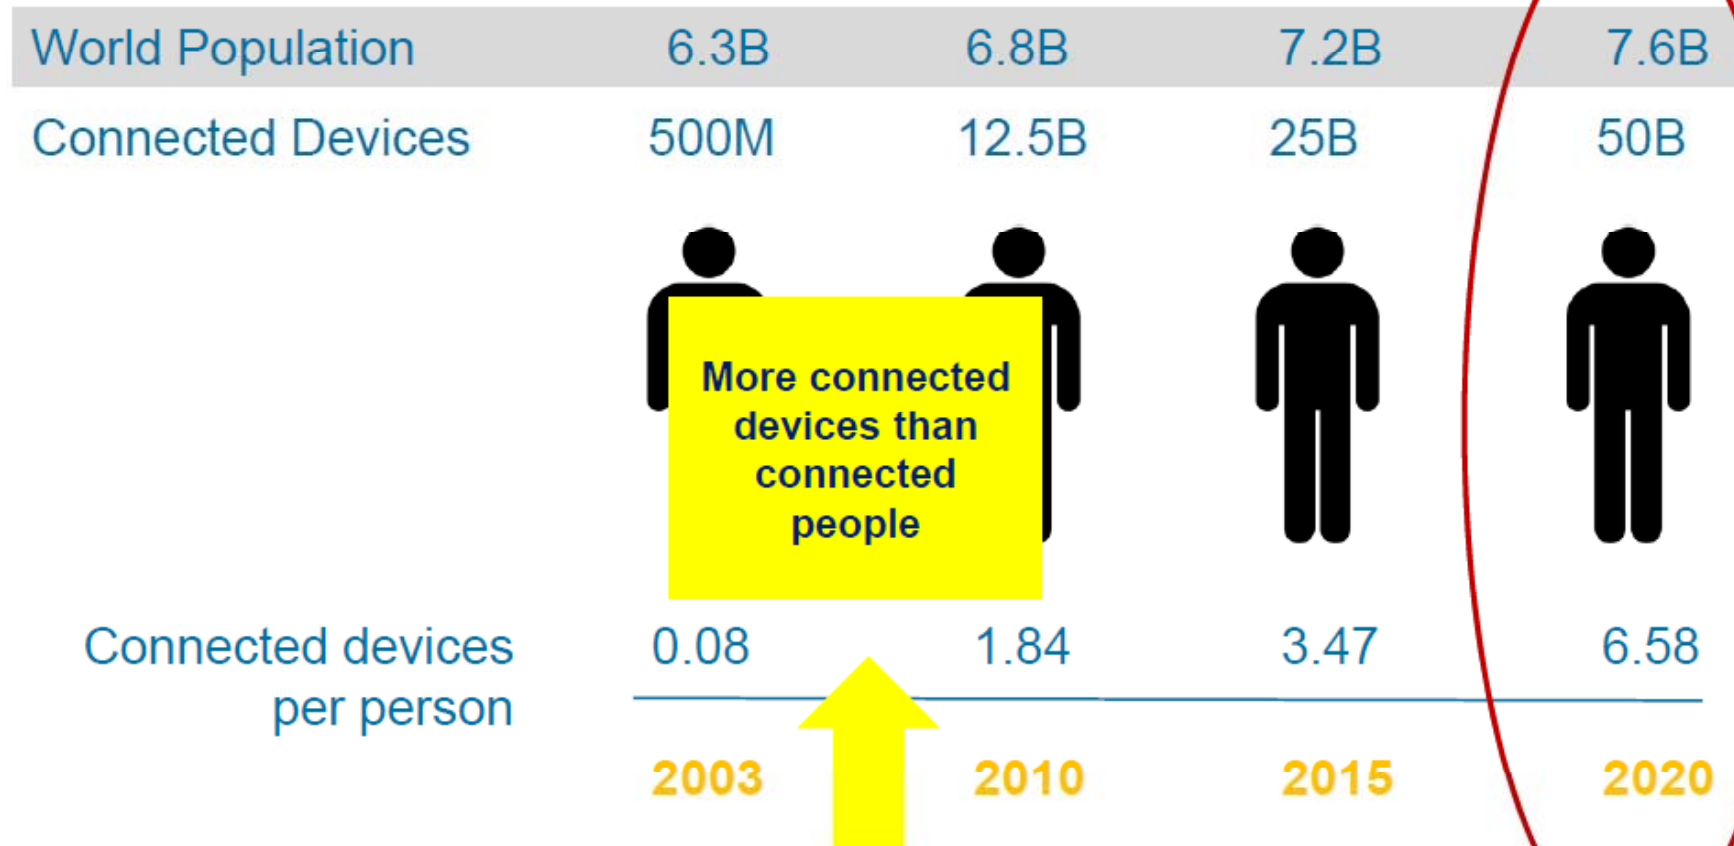 World Population 6.3B 6.8B 7.2B 7.6B
Connected Devices 500M 12.5B 25B 50B
More connected
devices than
connected
people
Connected devices
per person
0.08 1.84 3.47 6.58
2003 2010 2015 2020